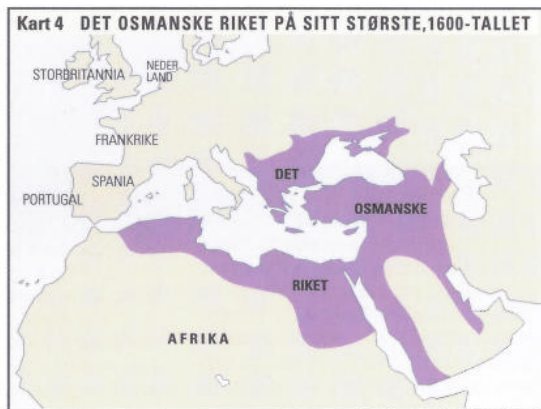 Kart 4 DET OSMANSKE RIKET PÅ SITT STØRSTE,1600-TALLET
STORBRITANNIA
NEDER
LAND
FRANKRIKE
PORTUGAL
SPANIA
DET
OSMANSKE
RIKET
AFRIKA